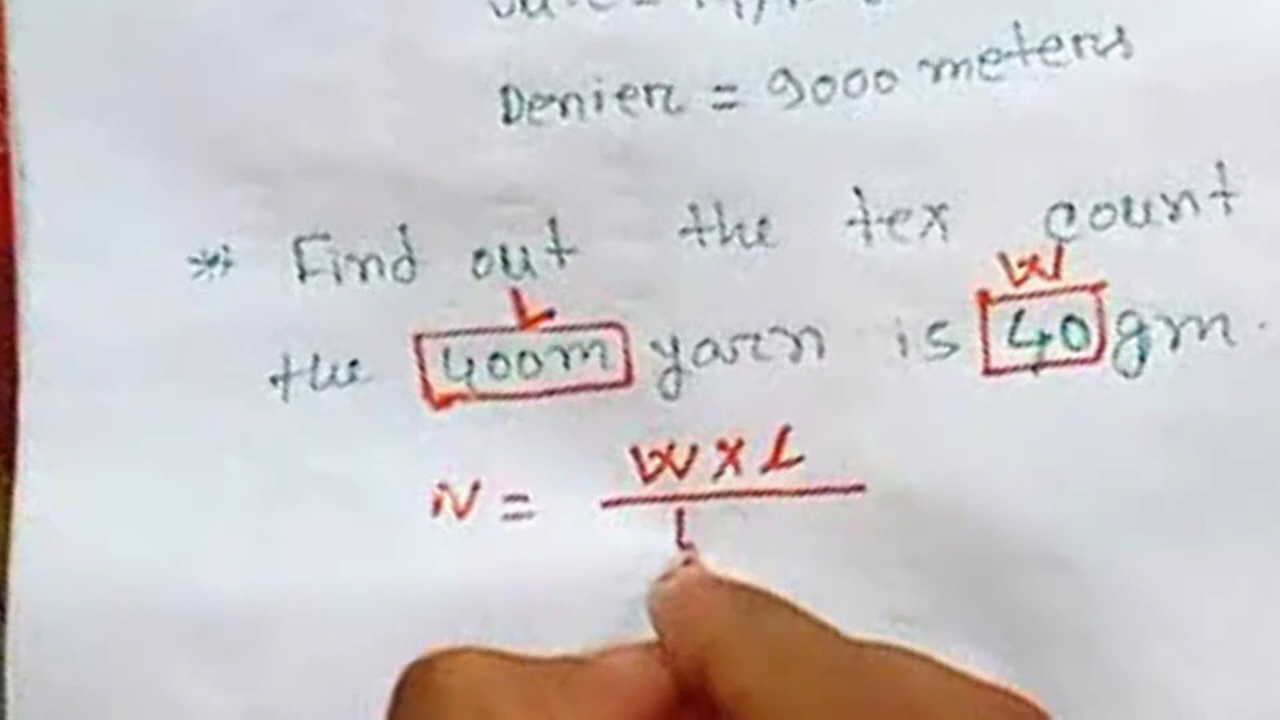 Denier = 9000 meters
* Find out the tex count
L W
the 400m yarn is 40 gm.
N = W x L
L